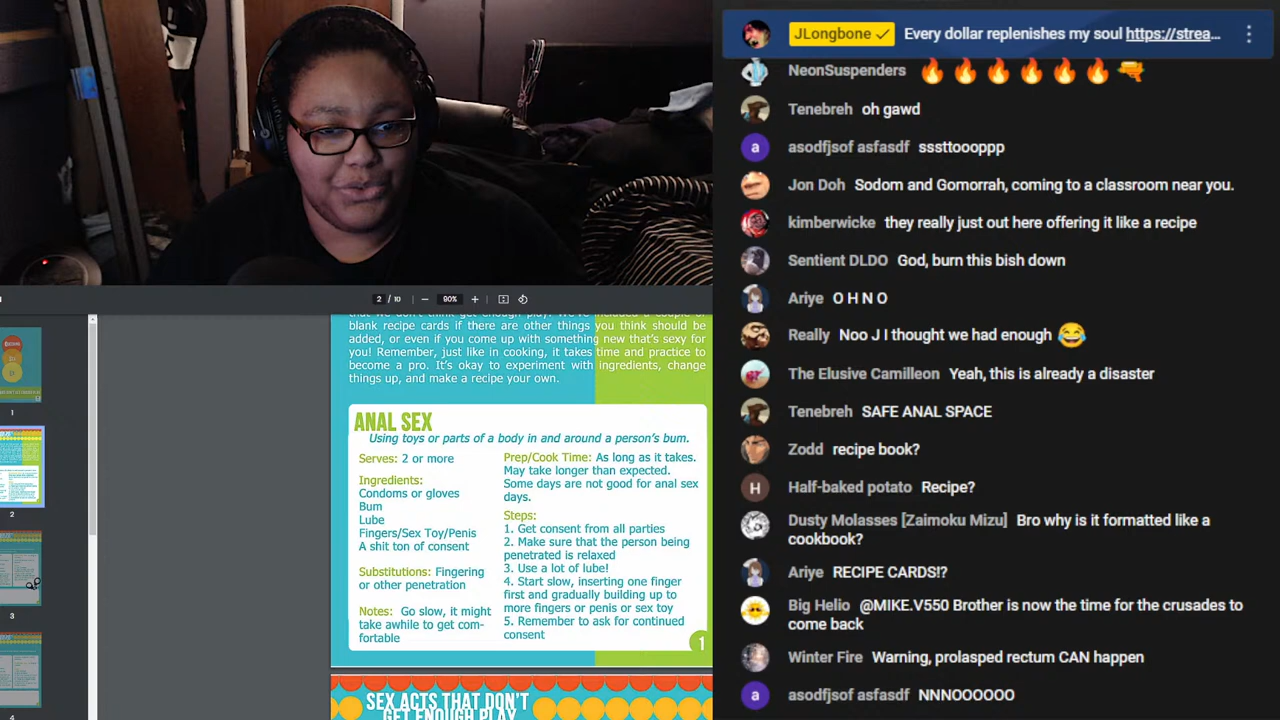 JLongbone Every dollar replenishes my soul https://strea...
NeonSuspenders
Tenebreh oh gawd
asodfjsof asfasdf sssttoooppp
Jon Doh Sodom and Gomorrah, coming to a classroom near you.
kimberwicke they really just out here offering it like a recipe
Sentient DLDO God, burn this bish down
Ariye O H N O
Really Noo J I thought we had enough 😂
The Elusive Camilleon Yeah, this is already a disaster
Tenebreh SAFE ANAL SPACE
Zodd recipe book?
H Half-baked potato Recipe?
Dusty Molasses [Zaimoku Mizu] Bro why is it formatted like a
cookbook?
Ariye RECIPE CARDS!?
Big Helio @MIKE.V550 Brother is now the time for the crusades to
come back
Winter Fire Warning, prolapsed rectum CAN happen
a asodfjsof asfasdf NNNOOOOOO
2 / 10 — 90% +
that we don't think get enough play! We've included a couple of
blank recipe cards if there are other things you think should be
added, or even if you come up with something new that's sexy for
you! Remember, just like in cooking, it takes time and practice to
become a pro. It's okay to experiment with ingredients, change
things up, and make a recipe your own.
ANAL SEX
Using toys or parts of a body in and around a person's bum.
Serves: 2 or more
Ingredients:
Condoms or gloves
Bum
Lube
Fingers/Sex Toy/Penis
A shit ton of consent
Substitutions: Fingering
or other penetration
Notes: Go slow, it might
take awhile to get com-
fortable
Prep/Cook Time: As long as it takes.
May take longer than expected.
Some days are not good for anal sex
days.
Steps:
1. Get consent from all parties
2. Make sure that the person being
penetrated is relaxed
3. Use a lot of lube!
4. Start slow, inserting one finger
first and gradually building up to
more fingers or penis or sex toy
5. Remember to ask for continued
consent
1
SEX ACTS THAT DON'T
GET ENOUGH PLAY
1
2
3
4